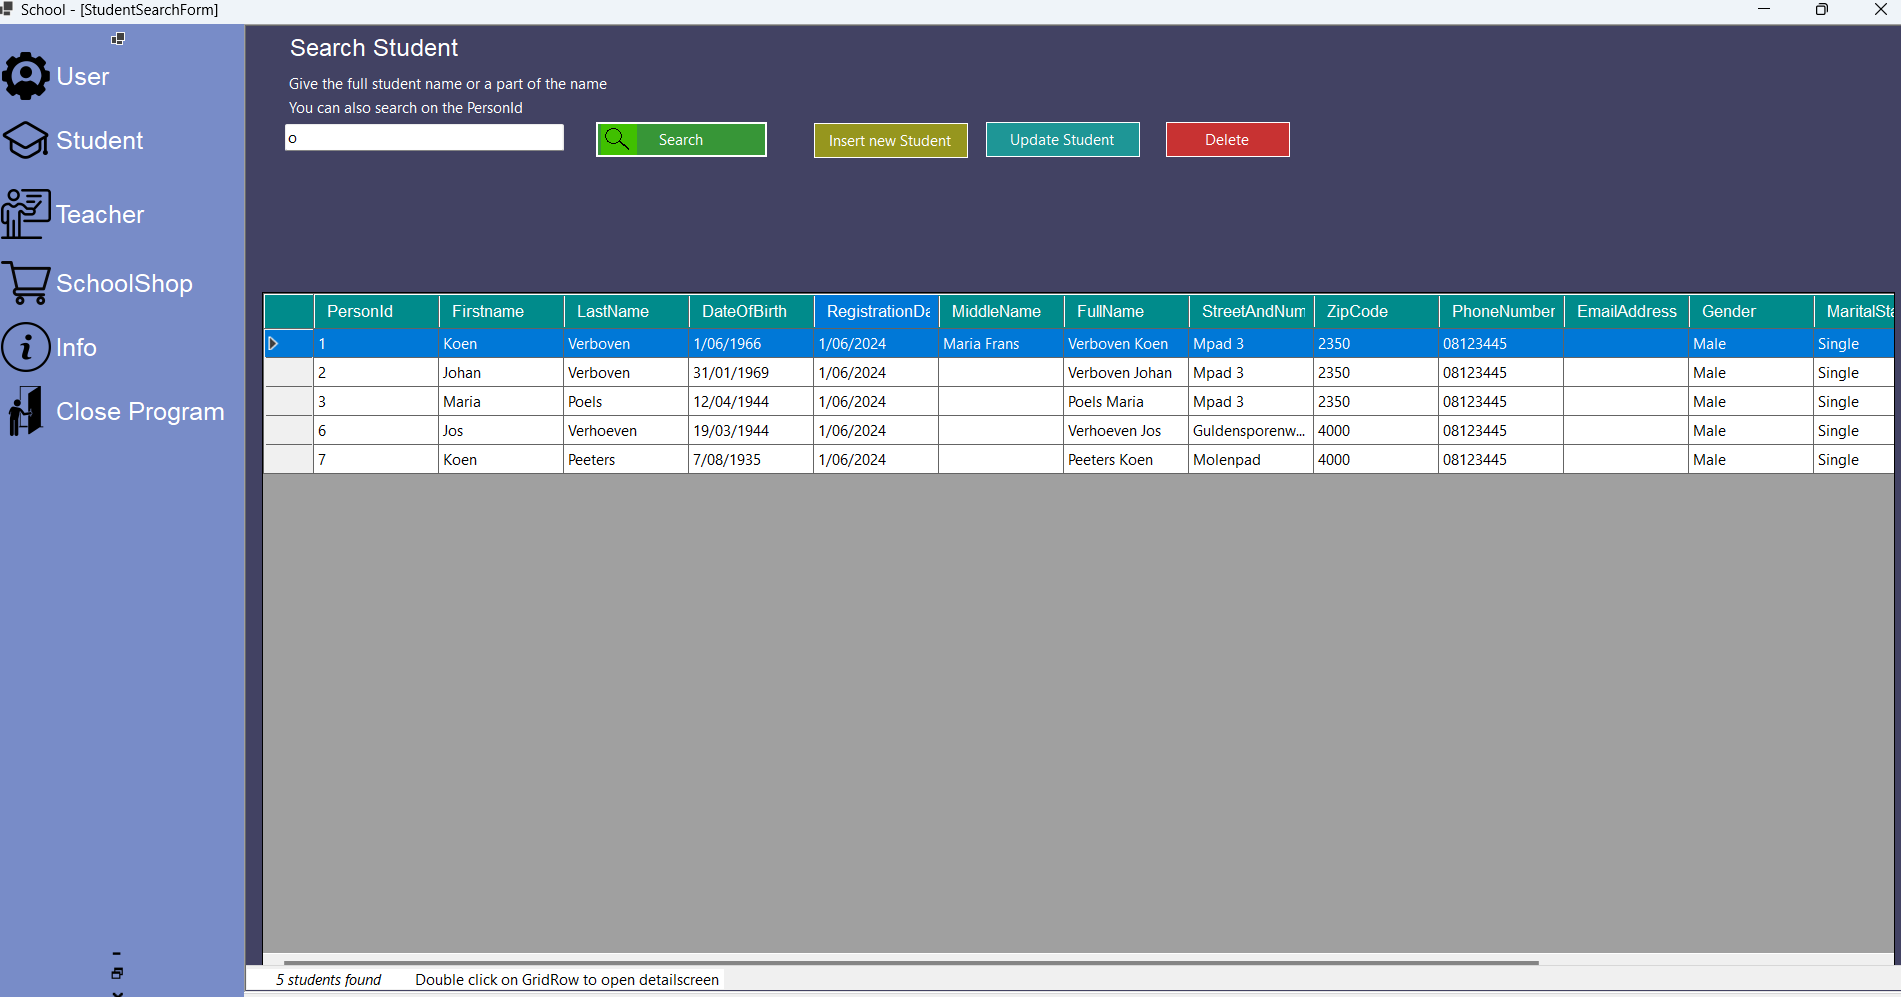 School - [StudentSearchForm]
User
Student
Teacher
SchoolShop
Info
Close Program
Search Student
Give the full student name or a part of the name
You can also search on the PersonId
o Search Insert new Student Update Student Delete
PersonId Firstname LastName DateOfBirth RegistrationDa MiddleName FullName StreetAndNum ZipCode PhoneNumber EmailAddress Gender MaritalSta
1 Koen Verboven 1/06/1966 1/06/2024 Maria Frans Verboven Koen Mpad 3 2350 08123445 Male Single
2 Johan Verboven 31/01/1969 1/06/2024 Verboven Johan Mpad 3 2350 08123445 Male Single
3 Maria Poels 12/04/1944 1/06/2024 Poels Maria Mpad 3 2350 08123445 Male Single
6 Jos Verhoeven 19/03/1944 1/06/2024 Verhoeven Jos Guldensporenw... 4000 08123445 Male Single
7 Koen Peeters 7/08/1935 1/06/2024 Peeters Koen Molenpad 4000 08123445 Male Single
5 students found Double click on GridRow to open detailscreen